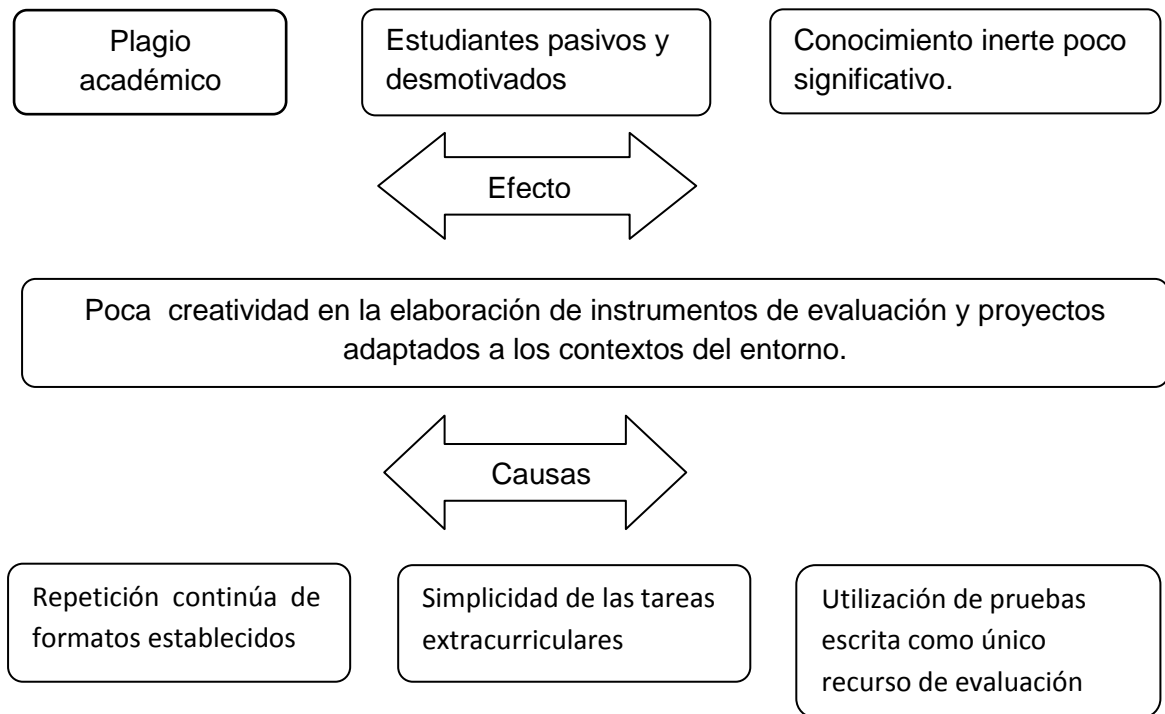 Plagio
académico
Estudiantes pasivos y
desmotivados
Conocimiento inerte poco
significativo.
Efecto
Poca creatividad en la elaboración de instrumentos de evaluación y proyectos
adaptados a los contextos del entorno.
Causas
Repetición continúa de
formatos establecidos
Simplicidad de las tareas
extracurriculares
Utilización de pruebas
escrita como único
recurso de evaluación